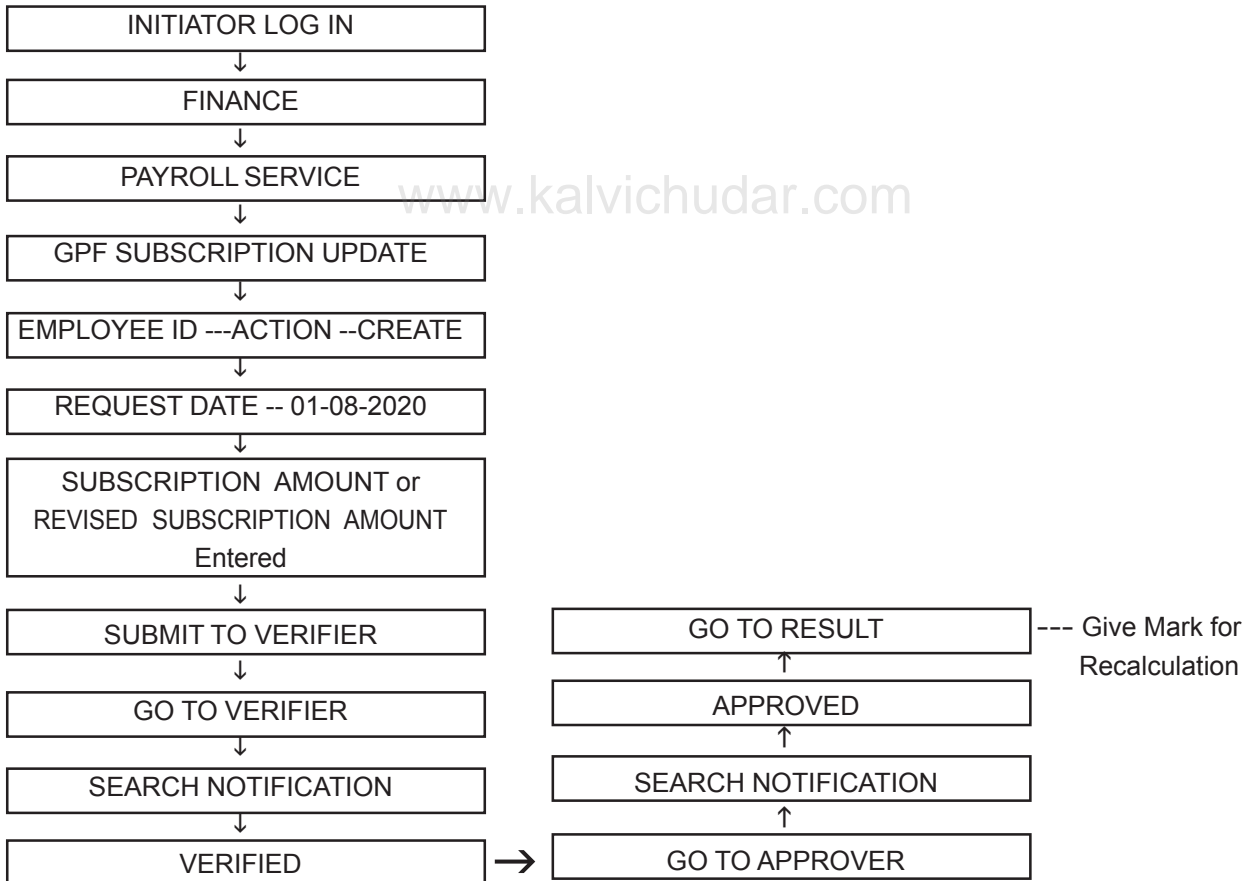 INITIATOR LOG IN
↓
FINANCE
↓
PAYROLL SERVICE
www.kalvichudar.com
↓
GPF SUBSCRIPTION UPDATE
↓
EMPLOYEE ID ---ACTION --CREATE
↓
REQUEST DATE -- 01-08-2020
↓
SUBSCRIPTION AMOUNT or
REVISED SUBSCRIPTION AMOUNT
Entered
↓
SUBMIT TO VERIFIER
↓
GO TO VERIFIER
↓
SEARCH NOTIFICATION
↓
VERIFIED
→
GO TO APPROVER
↑
SEARCH NOTIFICATION
↑
APPROVED
↑
GO TO RESULT
--- Give Mark for
Recalculation